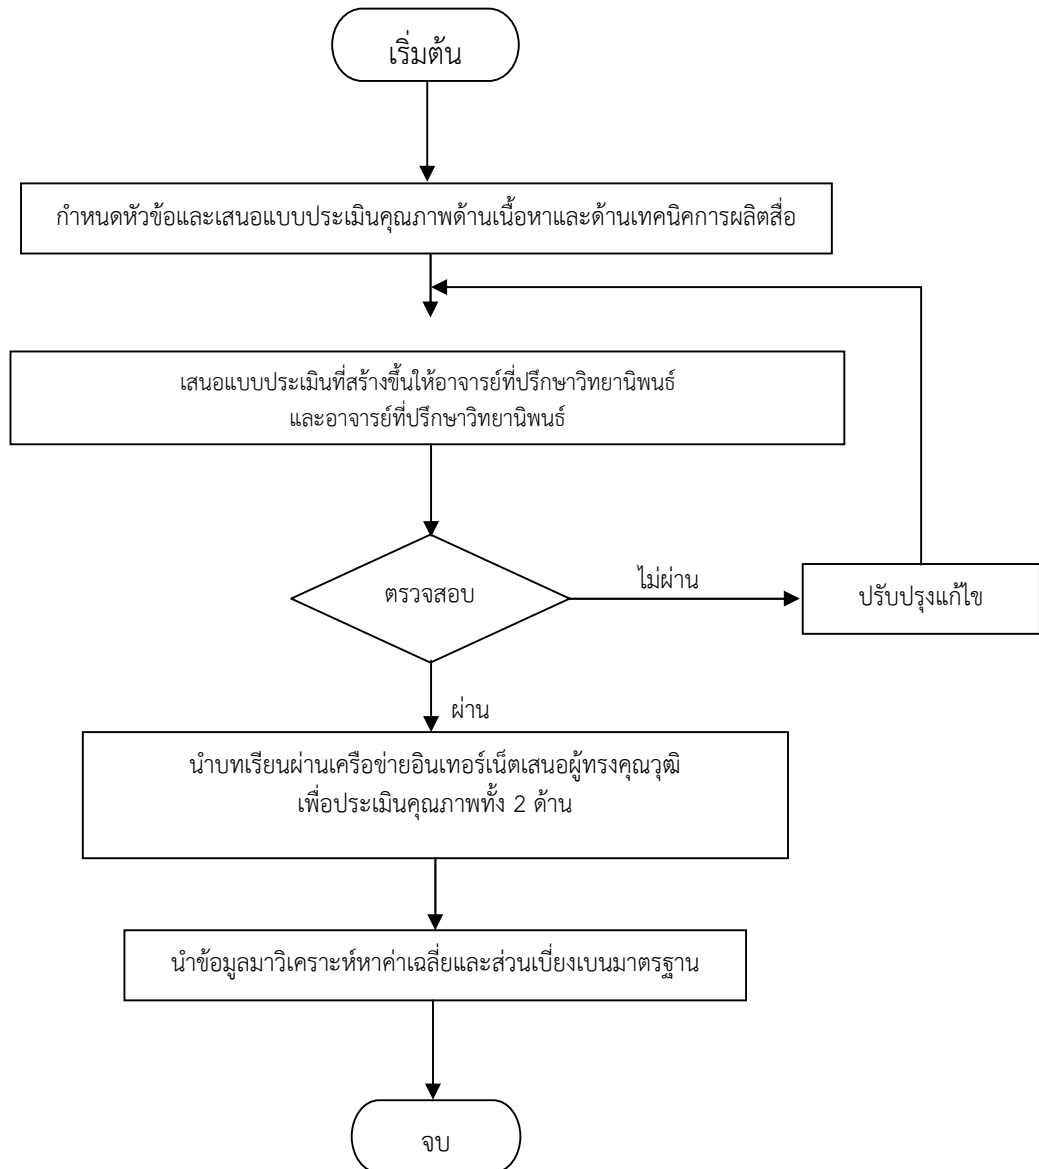 เริ่มต้น
กำหนดหัวข้อและเสนอแบบประเมินคุณภาพด้านเนื้อหาและด้านเทคนิคการผลิตสื่อ
เสนอแบบประเมินที่สร้างขึ้นให้อาจารย์ที่ปรึกษาวิทยานิพนธ์
และอาจารย์ที่ปรึกษาวิทยานิพนธ์
ตรวจสอบ
ไม่ผ่าน
ปรับปรุงแก้ไข
ผ่าน
นำบทเรียนผ่านเครือข่ายอินเทอร์เน็ตเสนอผู้ทรงคุณวุฒิ
เพื่อประเมินคุณภาพทั้ง 2 ด้าน
นำข้อมูลมาวิเคราะห์หาค่าเฉลี่ยและส่วนเบี่ยงเบนมาตรฐาน
จบ